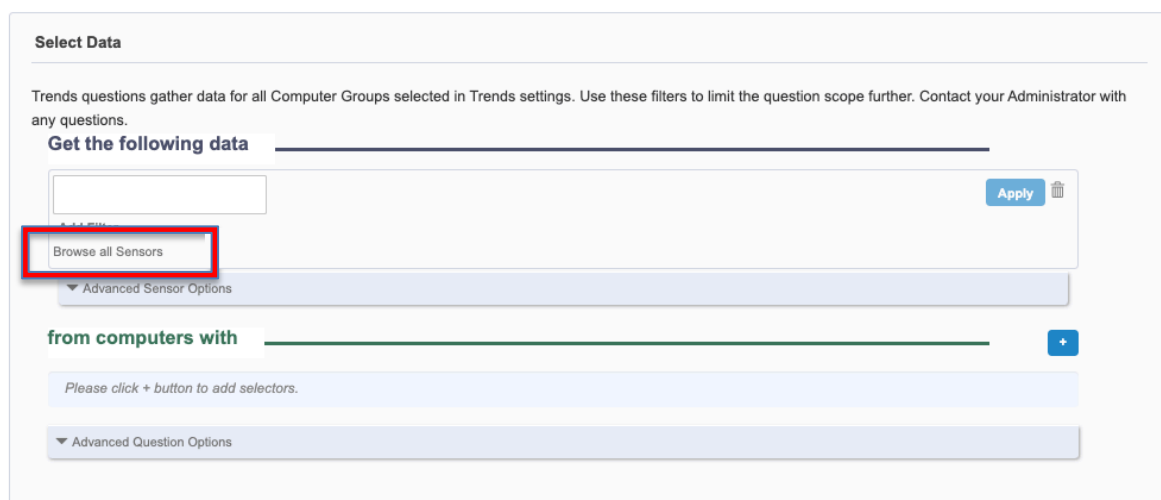 Select Data
Trends questions gather data for all Computer Groups selected in Trends settings. Use these filters to limit the question scope further. Contact your Administrator with
any questions.
Get the following data
Apply
Add Filter
Browse all Sensors
Advanced Sensor Options
from computers with
+
Please click + button to add selectors.
Advanced Question Options